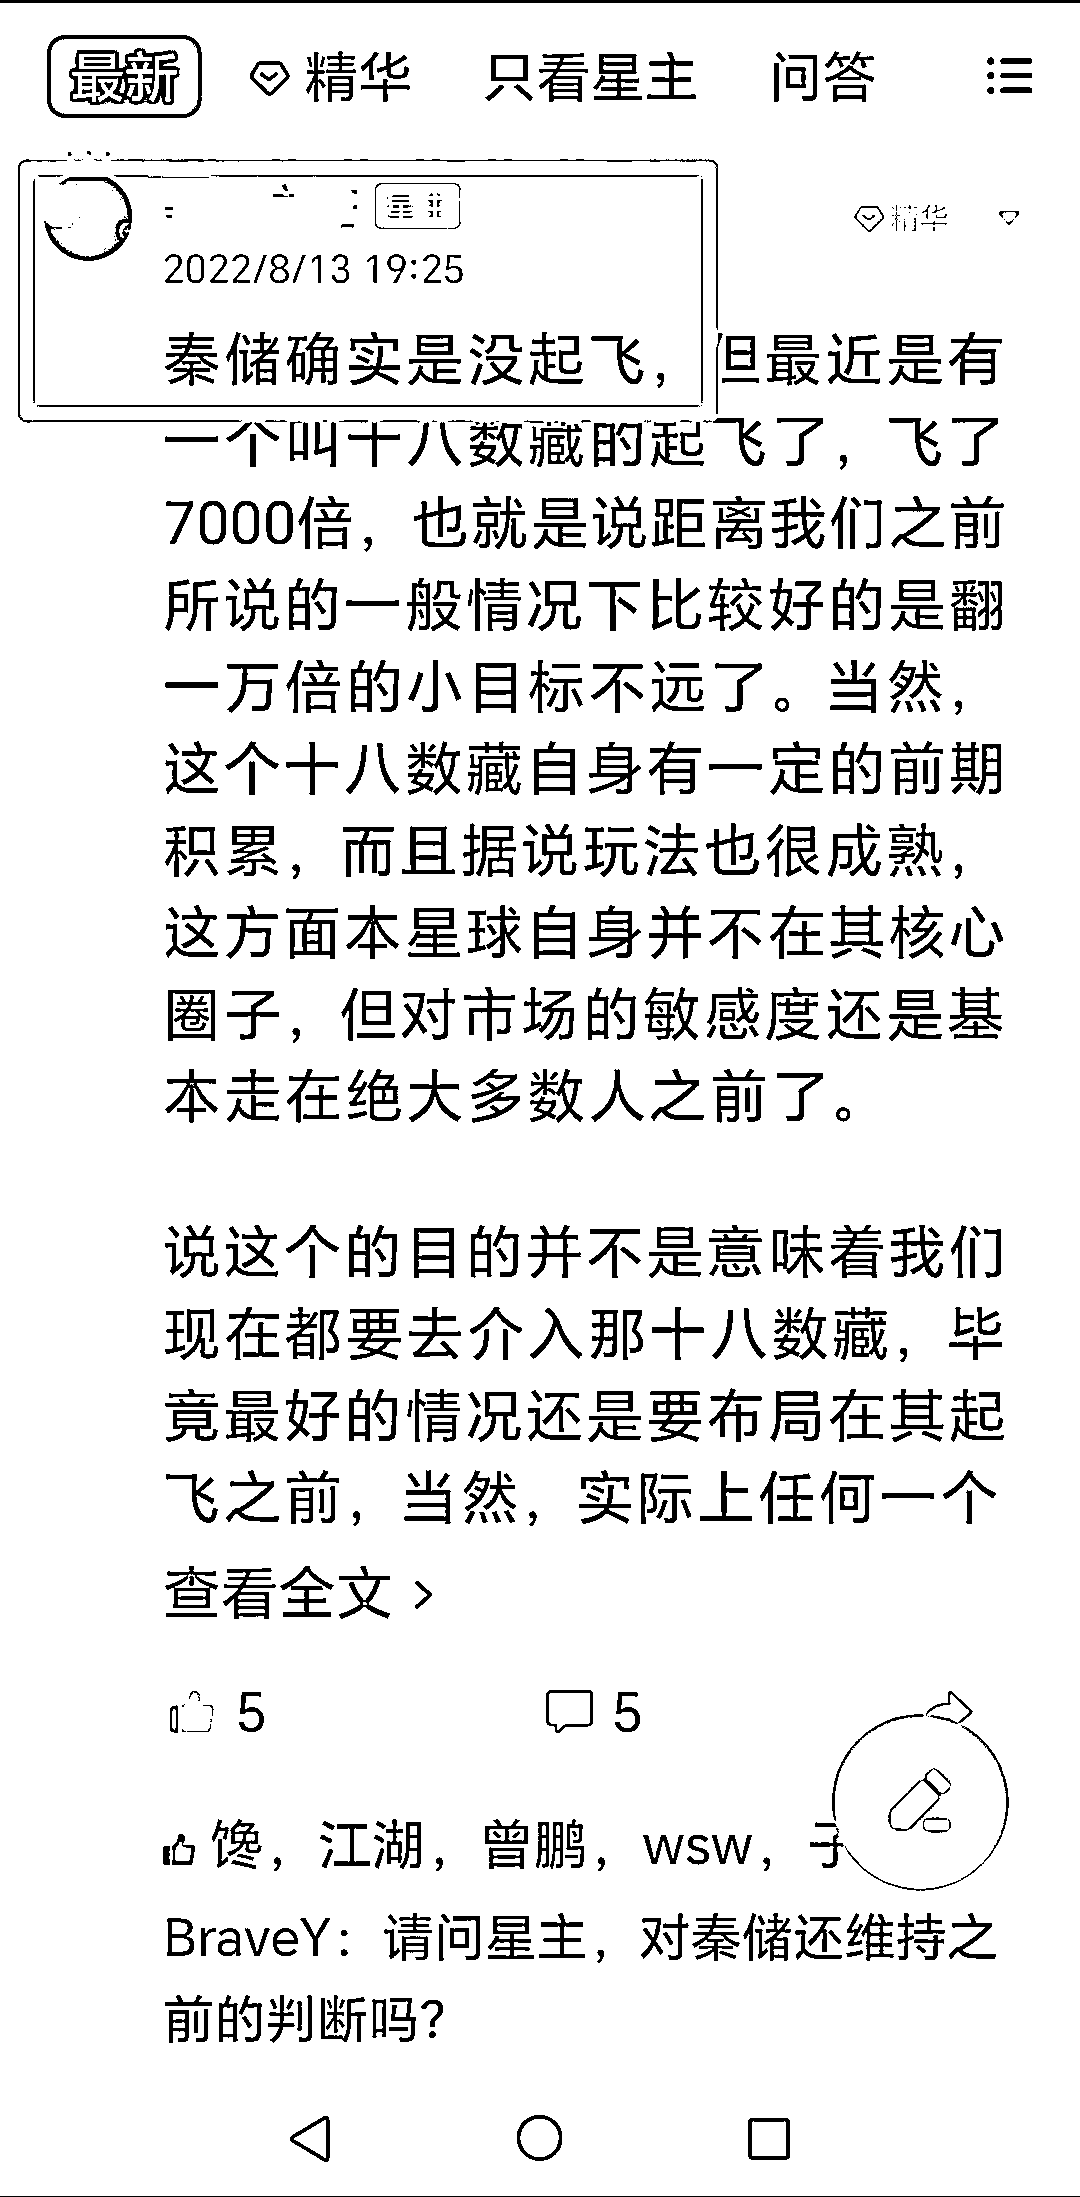 最新 精华 只看星主 问答
精华
2022/8/13 19:25
秦储确实是没起飞，但最近是有
一个叫十八数藏的起飞了，飞了
7000倍，也就是说距离我们之前
所说的一般情况下比较好的是翻
一万倍的小目标不远了。当然，
这个十八数藏自身有一定的前期
积累，而且据说玩法也很成熟，
这方面本星球自身并不在其核心
圈子，但对市场的敏感度还是基
本走在绝大多数人之前了。
说这个的目的并不是意味着我们
现在都要去介入那十八数藏，毕
竟最好的情况还是要布局在其起
飞之前，当然，实际上任何一个
查看全文 >
5 5
馋，江湖，曾鹏，wsw，
BraveY：请问星主，对秦储还维持之
前的判断吗？